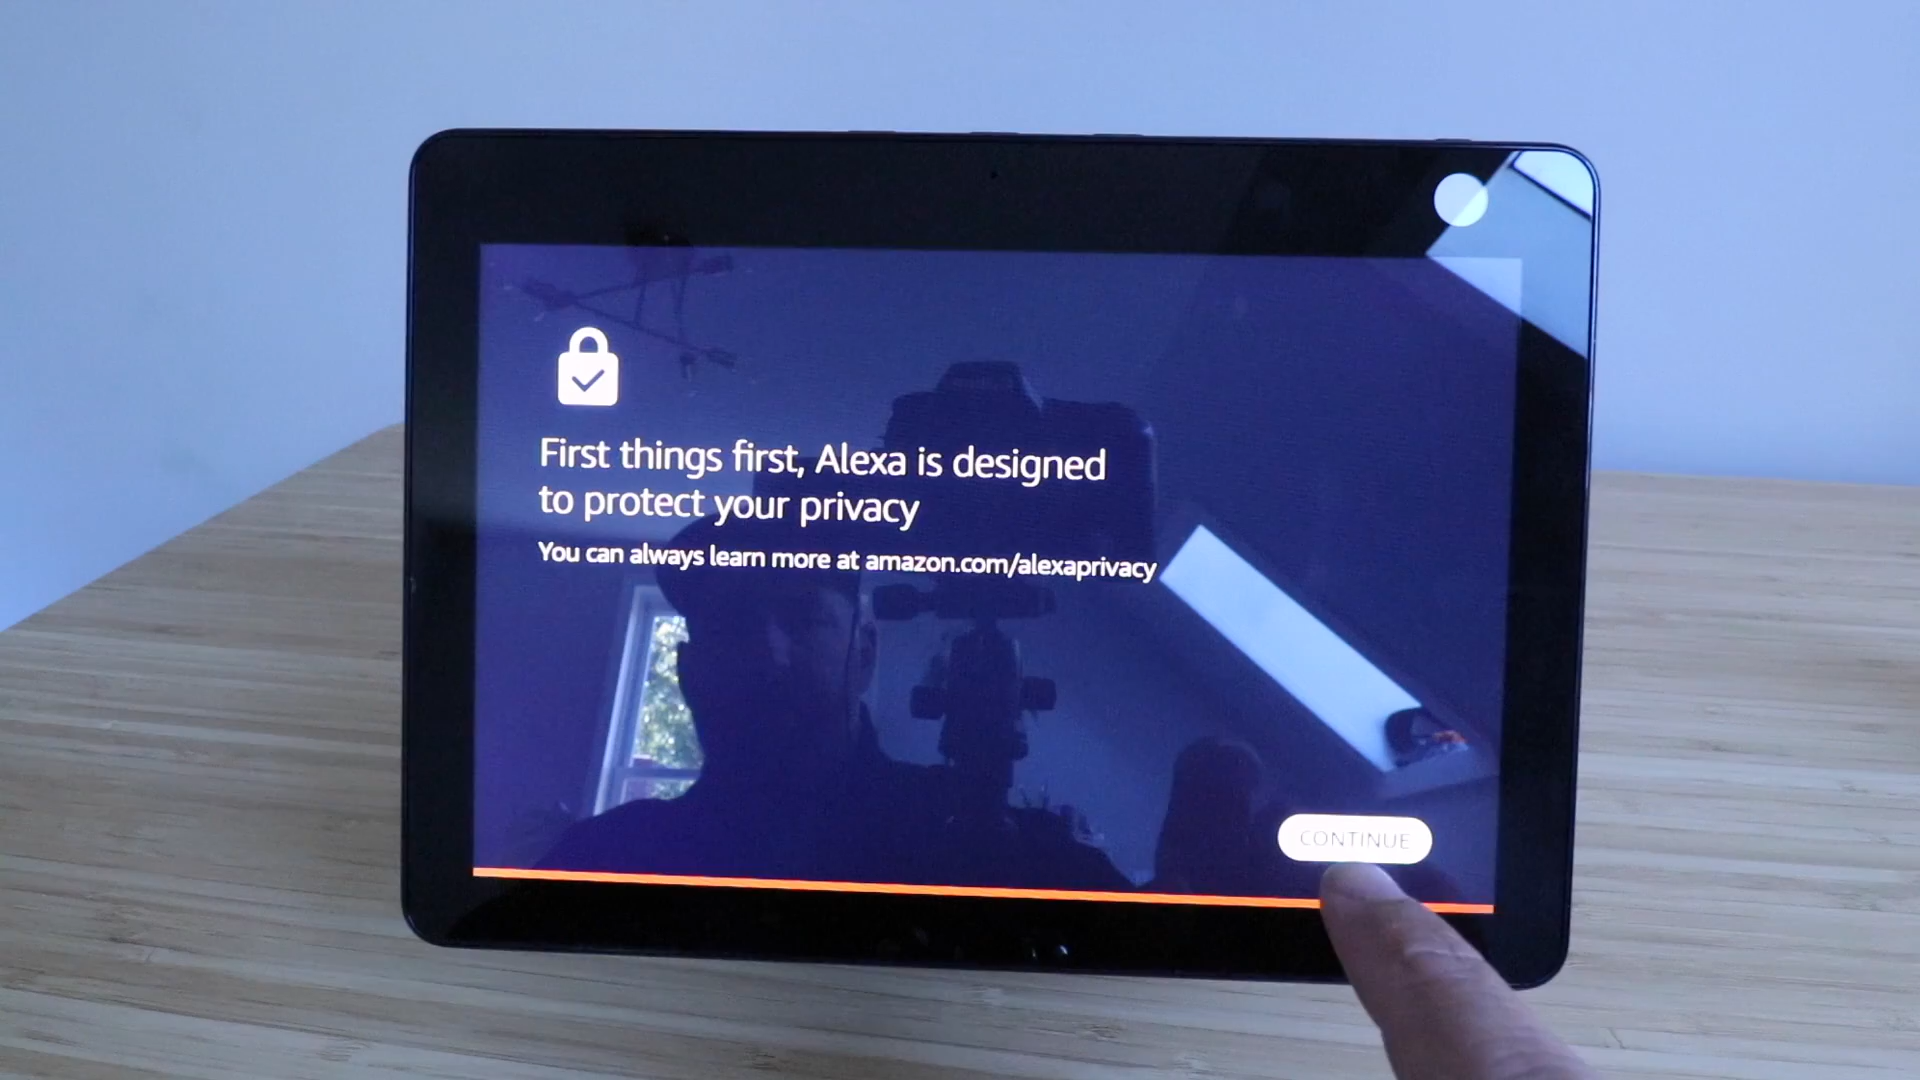 First things first, Alexa is designed
to protect your privacy
You can always learn more at amazon.com/alexaprivacy
CONTINUE